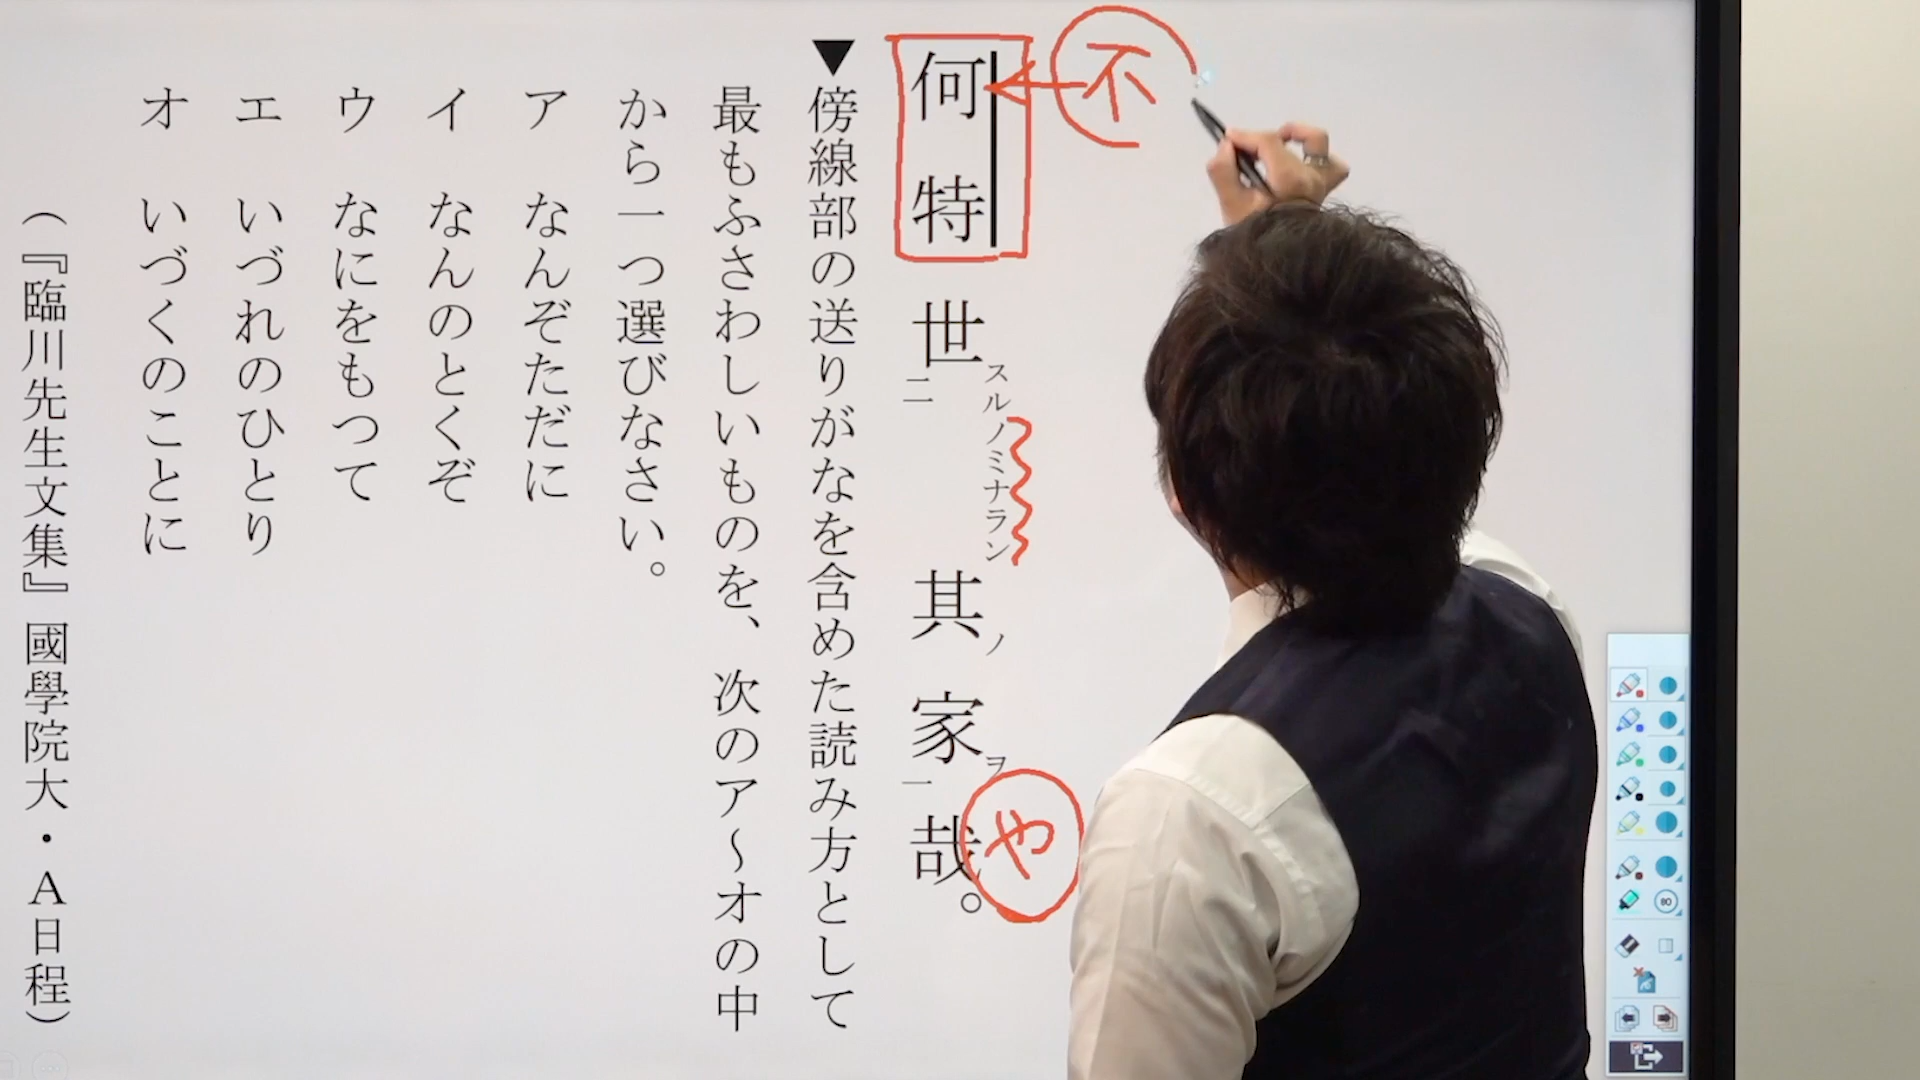 不
何特世スルノミナラン二其ノ家ヲ一哉や。
▼傍線部の送りがなを含めた読み方として
最もふさわしいものを、次のア〜オの中
から一つ選びなさい。
ア なんぞただに
イ なんのとくぞ
ウ なにをもつて
エ いづれのひとり
オ いづくのことに
（『臨川先生文集』國學院大・A日程）
80